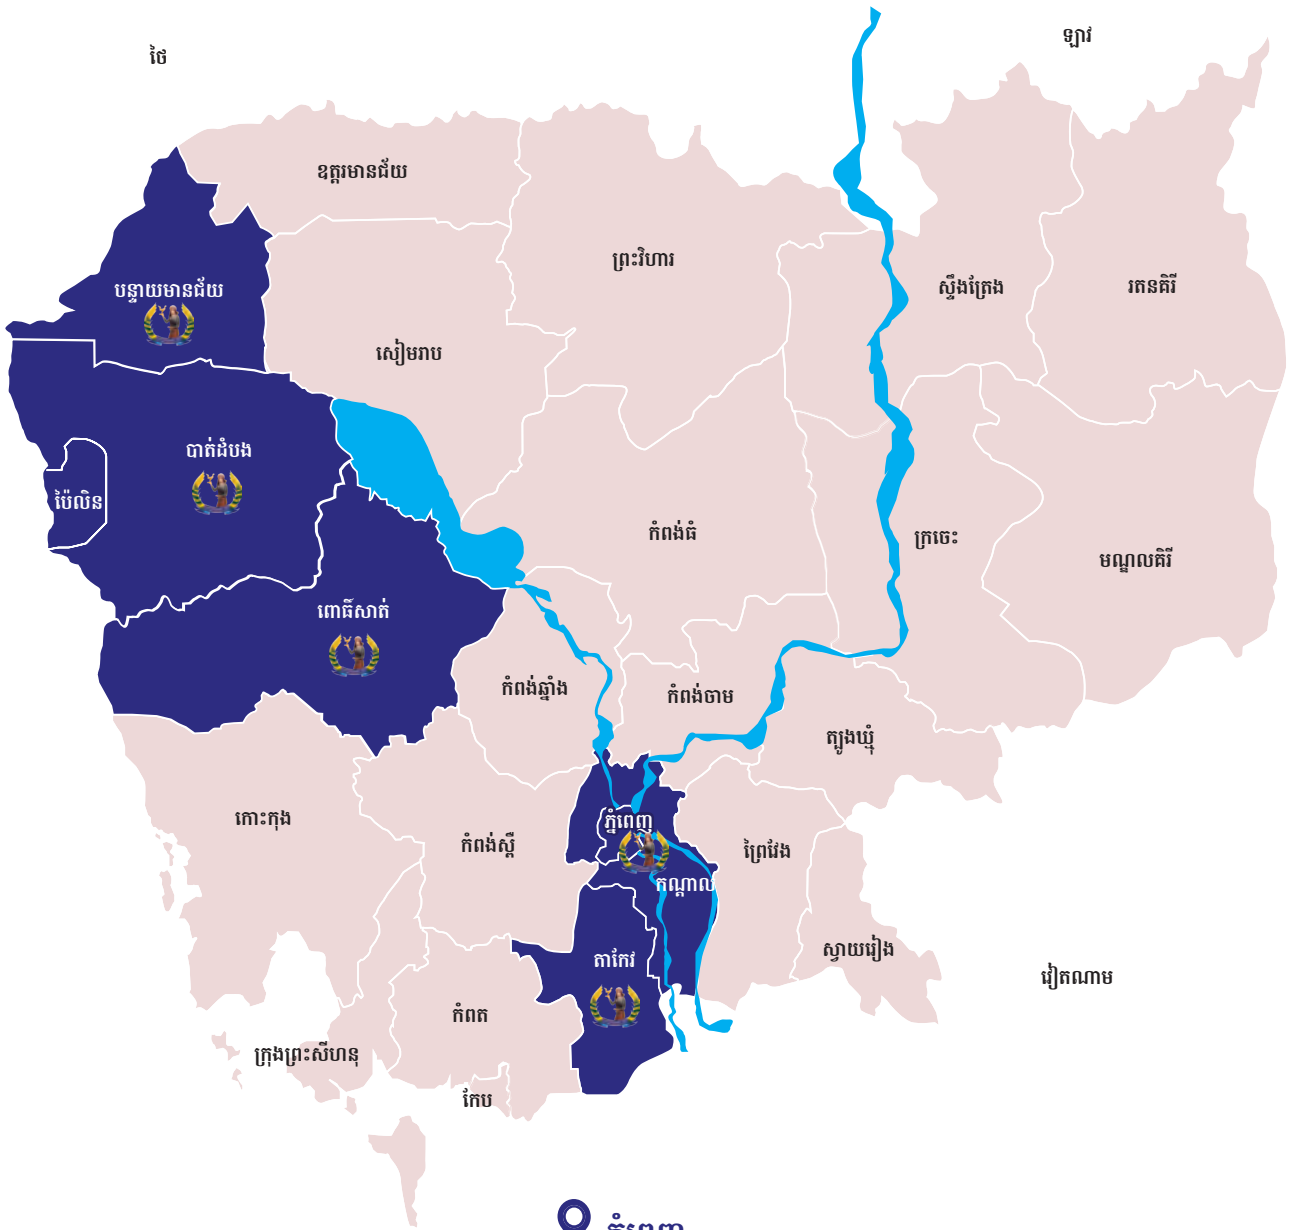 ថៃ
ឡាវ
ឧត្តរមានជ័យ
ព្រះវិហារ
ស្ទឹងត្រែង
រតនគិរី
បន្ទាយមានជ័យ
សៀមរាប
បាត់ដំបង
ប៉ៃលិន
កំពង់ធំ
ក្រចេះ
មណ្ឌលគិរី
ពោធិ៍សាត់
កំពង់ឆ្នាំង
កំពង់ចាម
ត្បូងឃ្មុំ
កោះកុង
កំពង់ស្ពឺ
ភ្នំពេញ
ព្រៃវែង
កណ្តាល
ស្វាយរៀង
តាកែវ
វៀតណាម
កំពត
ក្រុងព្រះសីហនុ
កែប